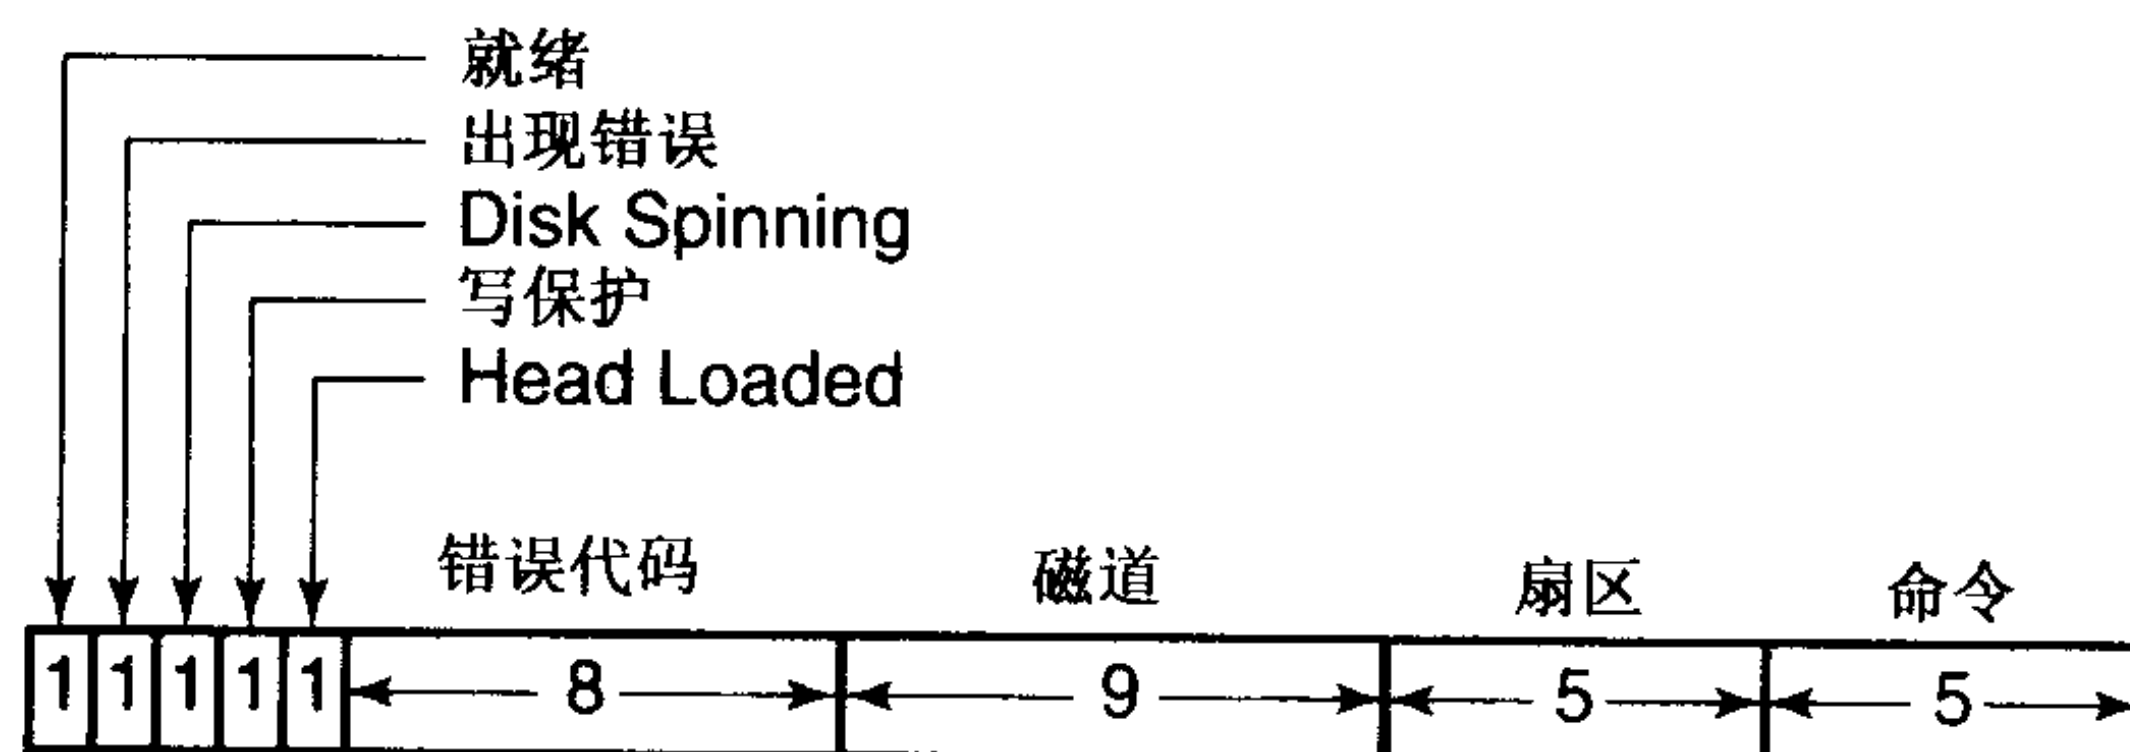 就绪
出现错误
Disk Spinning
写保护
Head Loaded
错误代码 磁道 扇区 命令
1 1 1 1 1 8 9 5 5